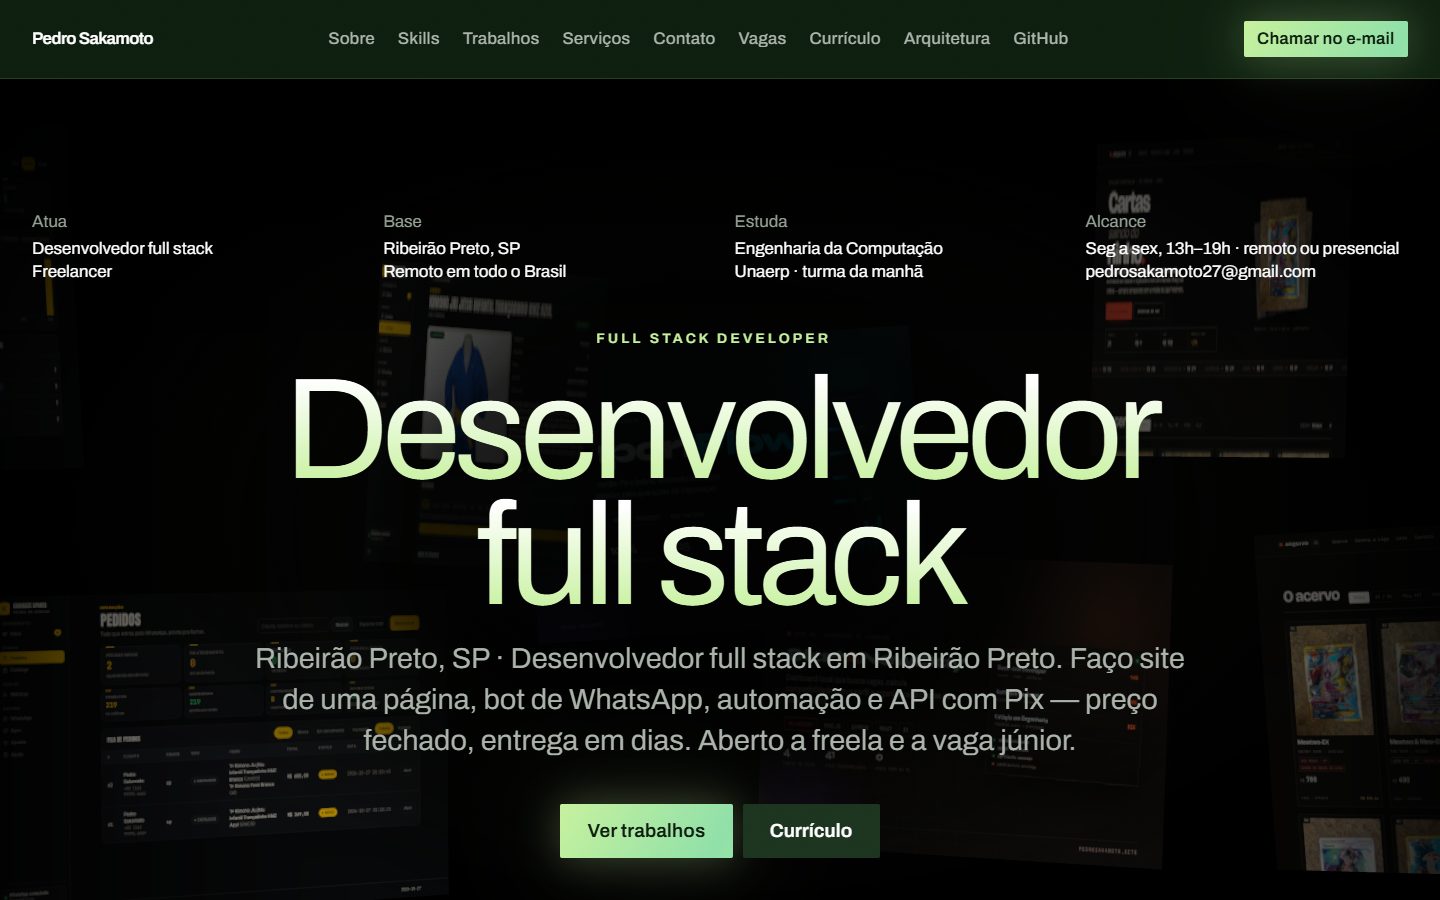 Pedro Sakamoto
Sobre Skills Trabalhos Serviços Contato Vagas Currículo Arquitetura GitHub
Chamar no e-mail
Atua
Desenvolvedor full stack
Freelancer
Base
Ribeirão Preto, SP
Remoto em todo o Brasil
Estuda
Engenharia da Computação
Unaerp · turma da manhã
Alcance
Seg a sex, 13h–19h · remoto ou presencial
pedrosakamoto27@gmail.com
Cartas
FULL STACK DEVELOPER
Desenvolvedor
full stack
Ribeirão Preto, SP · Desenvolvedor full stack em Ribeirão Preto. Faço site
de uma página, bot de WhatsApp, automação e API com Pix — preço
fechado, entrega em dias. Aberto a freela e a vaga júnior.
Ver trabalhos
Currículo
PEDIDOS
O acervo